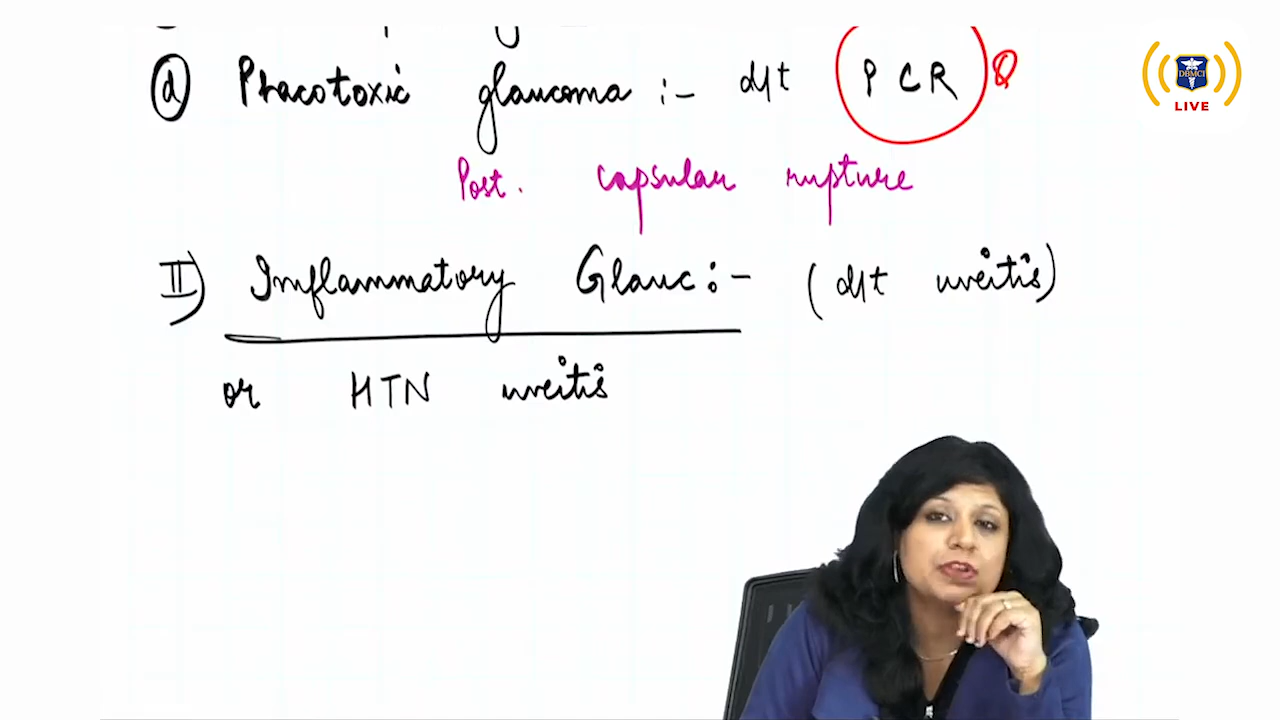 d Phacotoxic glaucoma :- d/t PCR
Post. capsular rupture
II) Inflammatory Glauc :- (d/t uveitis)
or HTN uveitis
DBMCI
LIVE